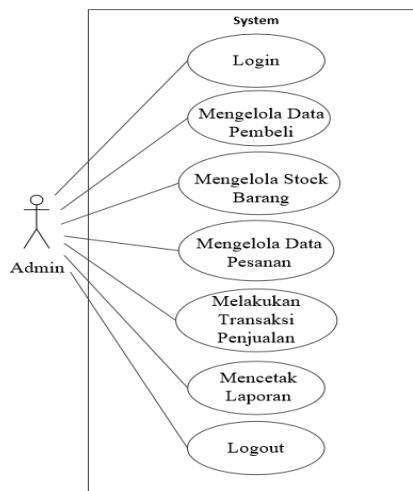 System
Login
Mengelola Data
Pembeli
Mengelola Stock
Barang
Mengelola Data
Pesanan
Admin
Melakukan
Transaksi
Penjualan
Mencetak
Laporan
Logout